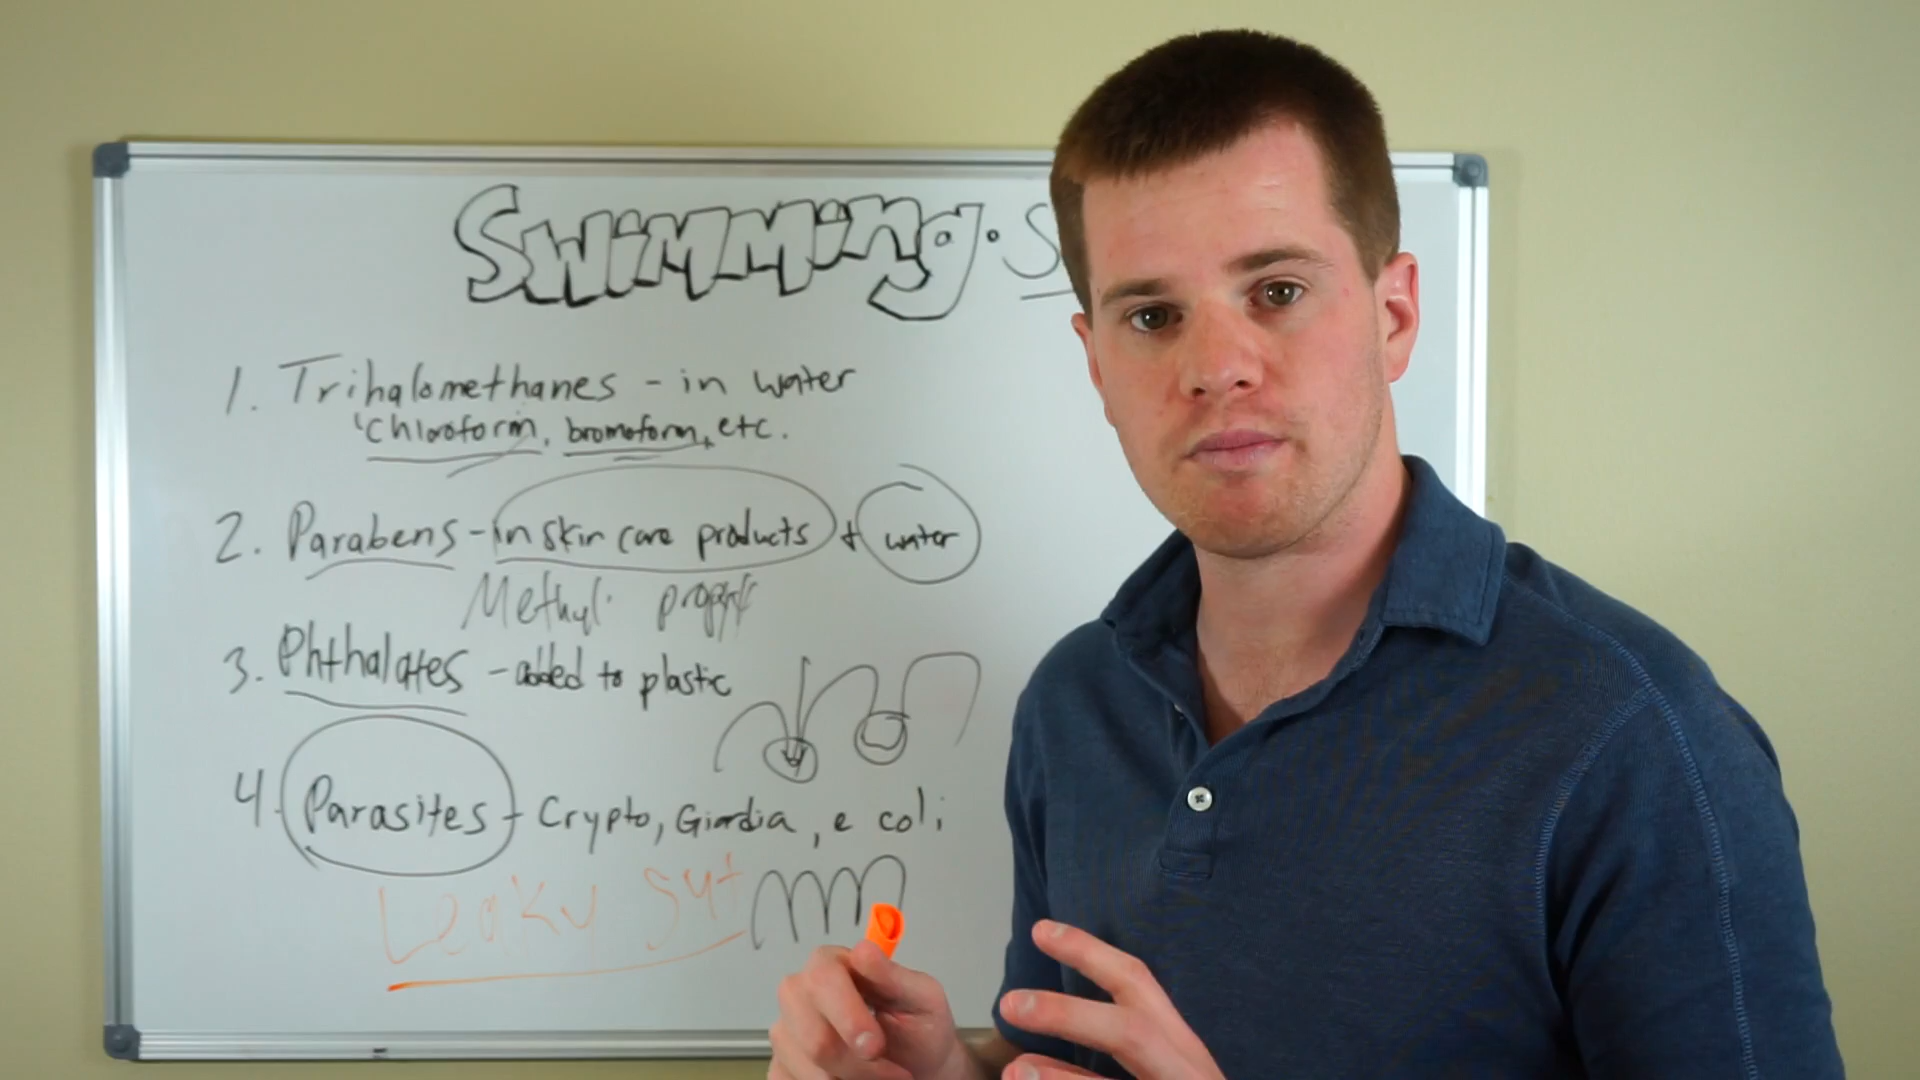 Swimming · S
1. Trihalomethanes - in water
Chloroform, bromoform, etc.
2. Parabens - in skin care products + water
Methyl
3. Phthalates - added to plastic
4. Parasites - Crypto, Giardia, e coli
Leaky